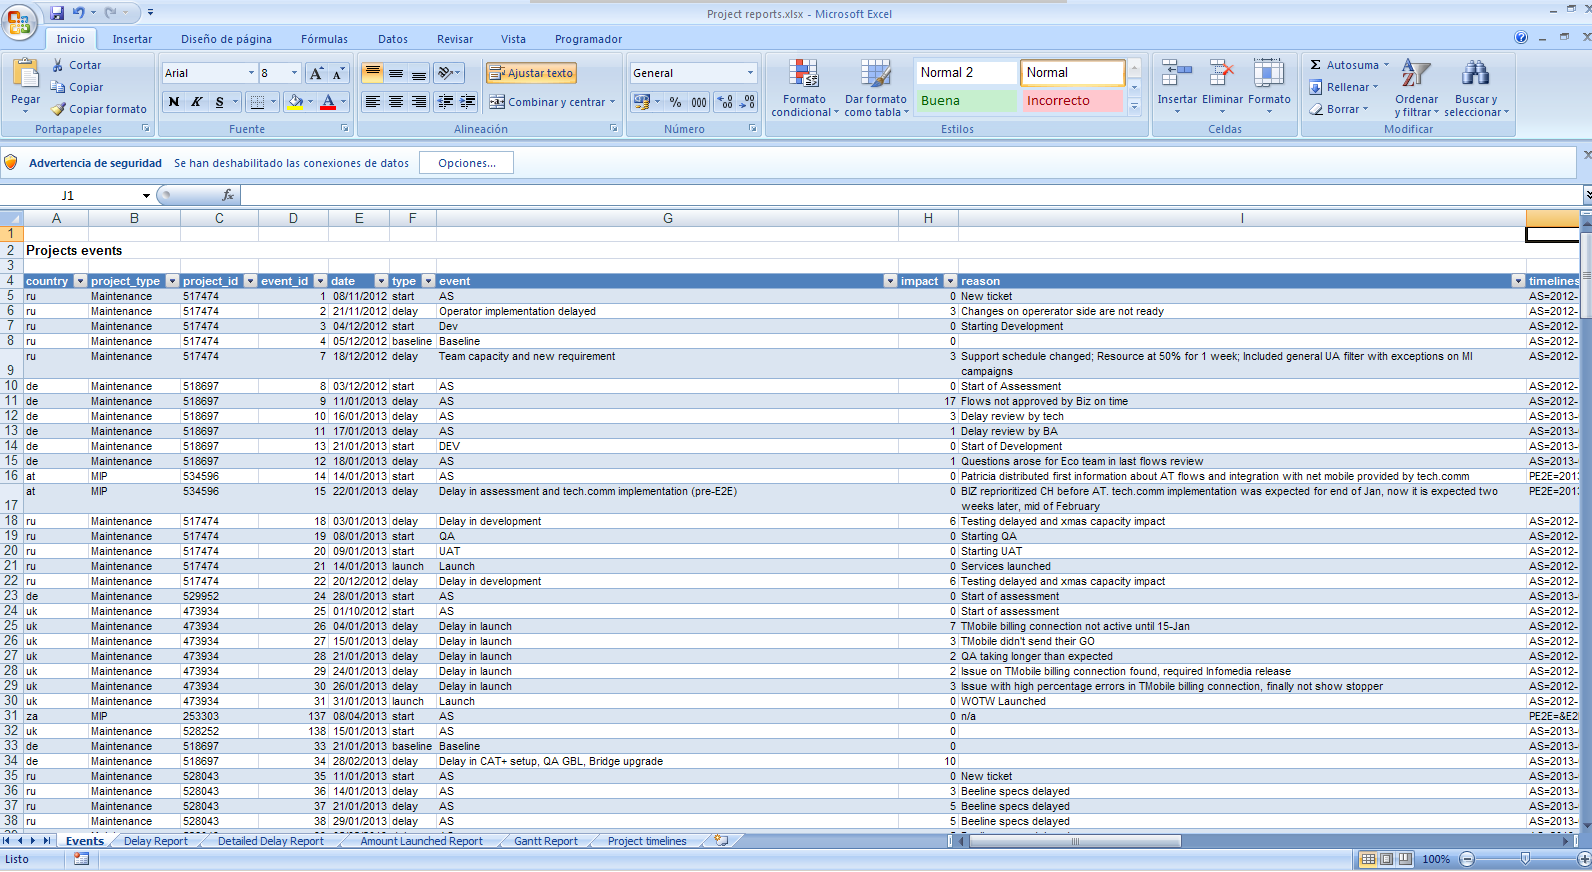 Project reports.xlsx - Microsoft Excel
Inicio Insertar Diseño de página Fórmulas Datos Revisar Vista Programador
Pegar
Cortar
Copiar
Copiar formato
Portapapeles
Arial 8
N K S
Fuente
Ajustar texto
Combinar y centrar
Alineación
General
% 000
Número
Formato condicional
Dar formato como tabla
Normal 2 Normal
Buena Incorrecto
Estilos
Insertar Eliminar Formato
Celdas
Σ Autosuma
Rellenar
Borrar
Ordenar y filtrar
Buscar y seleccionar
Modificar
Advertencia de seguridad Se han deshabilitado las conexiones de datos Opciones...
J1 fx
A B C D E F G H I
1
2 Projects events
3
4 country project_type project_id event_id date type event impact reason timelines
5 ru Maintenance 517474 1 08/11/2012 start AS 0 New ticket AS=2012-
6 ru Maintenance 517474 2 21/11/2012 delay Operator implementation delayed 3 Changes on opererator side are not ready AS=2012-
7 ru Maintenance 517474 3 04/12/2012 start Dev 0 Starting Development AS=2012-
8 ru Maintenance 517474 4 05/12/2012 baseline Baseline 0 AS=2012-
9 ru Maintenance 517474 7 18/12/2012 delay Team capacity and new requirement 3 Support schedule changed; Resource at 50% for 1 week; Included general UA filter with exceptions on MI AS=2012-
campaigns
10 de Maintenance 518697 8 03/12/2012 start AS 0 Start of Assessment AS=2012-
11 de Maintenance 518697 9 11/01/2013 delay AS 17 Flows not approved by Biz on time AS=2012-
12 de Maintenance 518697 10 16/01/2013 delay AS 3 Delay review by tech AS=2013-
13 de Maintenance 518697 11 17/01/2013 delay AS 1 Delay review by BA AS=2013-
14 de Maintenance 518697 13 21/01/2013 start DEV 0 Start of Development AS=2013-
15 de Maintenance 518697 12 18/01/2013 delay AS 1 Questions arose for Eco team in last flows review AS=2013-
16 at MIP 534596 14 14/01/2013 start AS 0 Patricia distributed first information about AT flows and integration with net mobile provided by tech.comm PE2E=2013
17 at MIP 534596 15 22/01/2013 delay Delay in assessment and tech.comm implementation (pre-E2E) 0 BIZ reprioritized CH before AT. tech.comm implementation was expected for end of Jan, now it is expected two PE2E=2013
weeks later, mid of February
18 ru Maintenance 517474 18 03/01/2013 delay Delay in development 6 Testing delayed and xmas capacity impact AS=2012-
19 ru Maintenance 517474 19 08/01/2013 start QA 0 Starting QA AS=2012-
20 ru Maintenance 517474 20 09/01/2013 start UAT 0 Starting UAT AS=2012-
21 ru Maintenance 517474 21 14/01/2013 launch Launch 0 Services launched AS=2012-
22 ru Maintenance 517474 22 20/12/2012 delay Delay in development 6 Testing delayed and xmas capacity impact AS=2012-
23 de Maintenance 529952 24 28/01/2013 start AS 0 Start of assessment AS=2013-
24 uk Maintenance 473934 25 01/10/2012 start AS 0 Start of assessment AS=2012-
25 uk Maintenance 473934 26 04/01/2013 delay Delay in launch 7 TMobile billing connection not active until 15-Jan AS=2012-
26 uk Maintenance 473934 27 15/01/2013 delay Delay in launch 3 TMobile didn't send their GO AS=2012-
27 uk Maintenance 473934 28 21/01/2013 delay Delay in launch 2 QA taking longer than expected AS=2012-
28 uk Maintenance 473934 29 24/01/2013 delay Delay in launch 2 Issue on TMobile billing connection found, required Infomedia release AS=2012-
29 uk Maintenance 473934 30 26/01/2013 delay Delay in launch 3 Issue with high percentage errors in TMobile billing connection, finally not show stopper AS=2012-
30 uk Maintenance 473934 31 31/01/2013 launch Launch 0 WOTW Launched AS=2012-
31 za MIP 253303 137 08/04/2013 start AS 0 n/a PE2E=&E2
32 uk Maintenance 528252 138 15/01/2013 start AS 0 AS=2013-
33 de Maintenance 518697 33 21/01/2013 baseline Baseline 0 AS=2013-
34 de Maintenance 518697 34 28/02/2013 delay Delay in CAT+ setup, QA GBL, Bridge upgrade 10 AS=2013-
35 ru Maintenance 528043 35 11/01/2013 start AS 0 New ticket AS=2013-
36 ru Maintenance 528043 36 14/01/2013 delay AS 3 Beeline specs delayed AS=2013-
37 ru Maintenance 528043 37 21/01/2013 delay AS 5 Beeline specs delayed AS=2013-
38 ru Maintenance 528043 38 29/01/2013 delay AS 5 Beeline specs delayed AS=2013-
Events Delay Report Detailed Delay Report Amount Launched Report Gantt Report Project timelines
Listo 100%